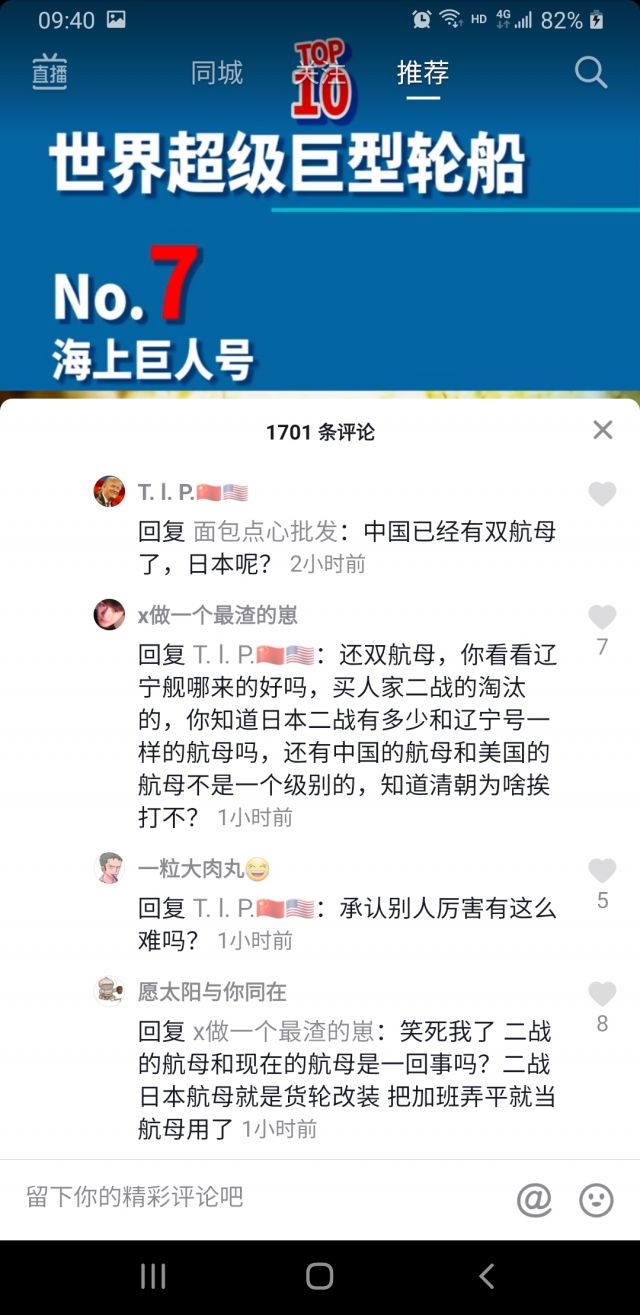 09:40
HD 4G 82%
直播 同城 关注 推荐
TOP
10
世界超级巨型轮船
No.7
海上巨人号
1701 条评论
T. I. P.🇨🇳🇺🇸
回复 面包点心批发：中国已经有双航母
了，日本呢？ 2小时前
x做一个最渣的崽
7
回复 T. I. P.🇨🇳🇺🇸：还双航母，你看看辽
宁舰哪来的好吗，买人家二战的淘汰
的，你知道日本二战有多少和辽宁号一
样的航母吗，还有中国的航母和美国的
航母不是一个级别的，知道清朝为啥挨
打不？ 1小时前
一粒大肉丸😂
5
回复 T. I. P.🇨🇳🇺🇸：承认别人厉害有这么
难吗？ 1小时前
愿太阳与你同在
8
回复 x做一个最渣的崽：笑死我了 二战
的航母和现在的航母是一回事吗？二战
日本航母就是货轮改装 把加班弄平就当
航母用了 1小时前
留下你的精彩评论吧 @